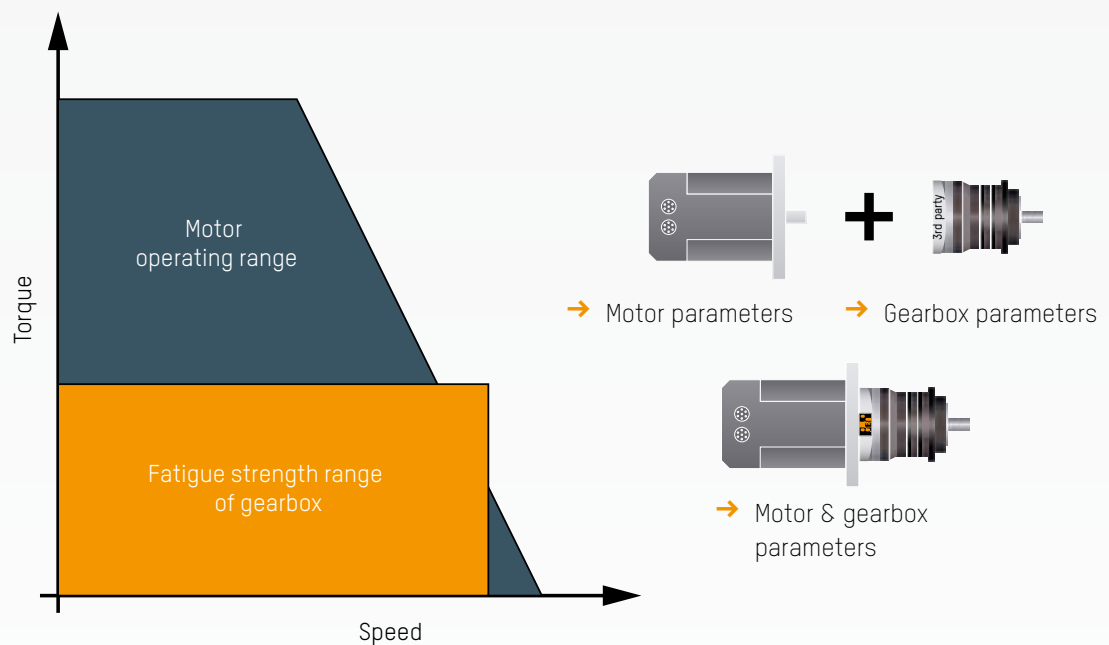 Torque
Motor
operating range
Fatigue strength range
of gearbox
Speed
3rd party
→ Motor parameters
→ Gearbox parameters
→ Motor & gearbox
parameters